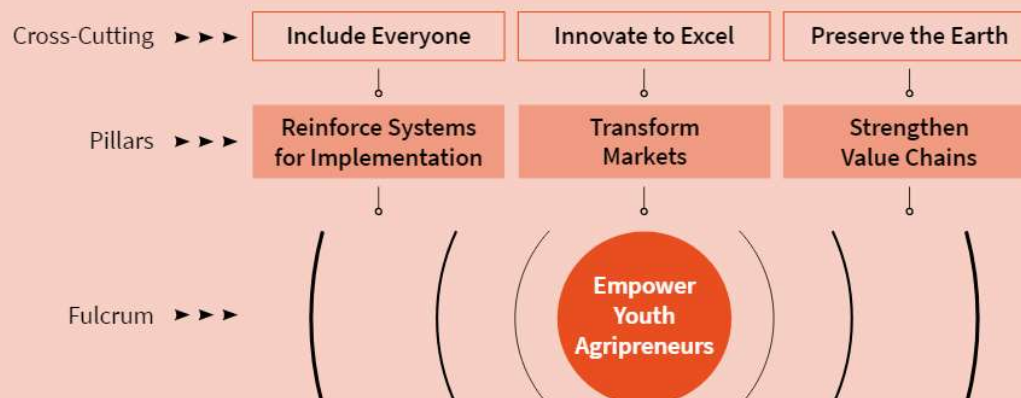 Cross-Cutting
Include Everyone
Innovate to Excel
Preserve the Earth
Pillars
Reinforce Systems
for Implementation
Transform
Markets
Strengthen
Value Chains
Fulcrum
Empower
Youth
Agripreneurs